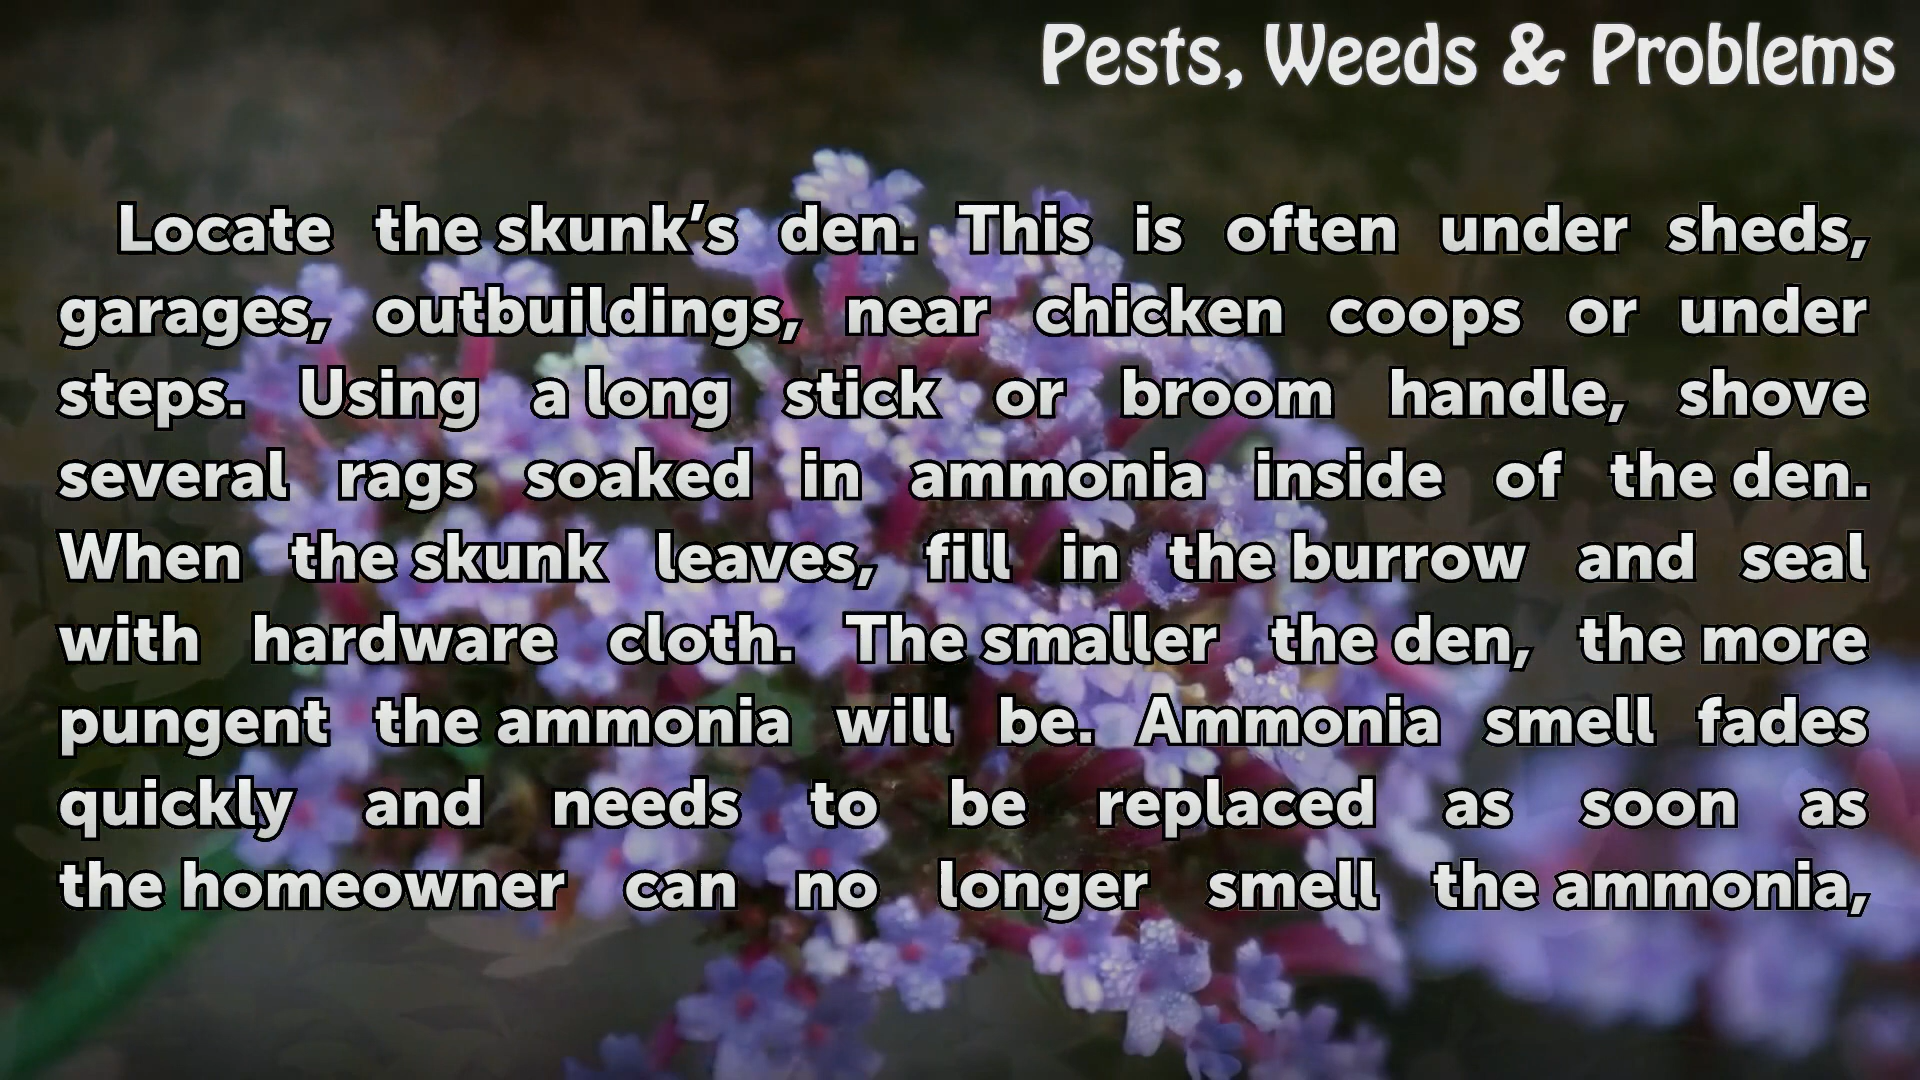 Pests, Weeds & Problems
Locate the skunk’s den. This is often under sheds,
garages, outbuildings, near chicken coops or under
steps. Using a long stick or broom handle, shove
several rags soaked in ammonia inside of the den.
When the skunk leaves, fill in the burrow and seal
with hardware cloth. The smaller the den, the more
pungent the ammonia will be. Ammonia smell fades
quickly and needs to be replaced as soon as
the homeowner can no longer smell the ammonia,